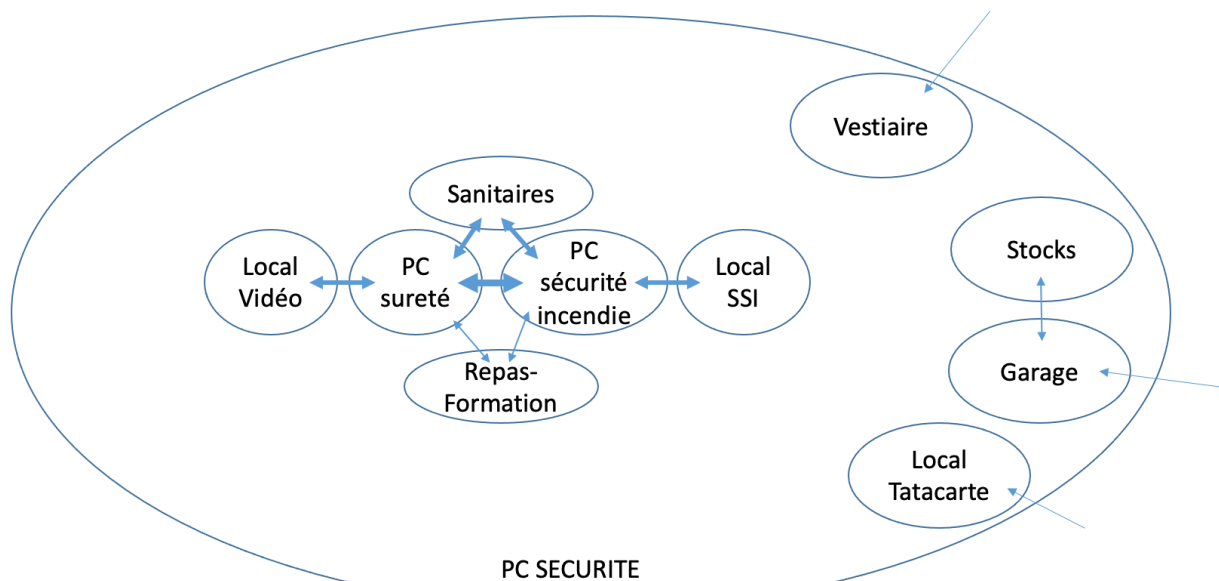 Vestiaire
Sanitaires
Local
Vidéo
PC
sureté
PC
sécurité
incendie
Local
SSI
Stocks
Repas-
Formation
Garage
Local
Tatacarte
PC SECURITE